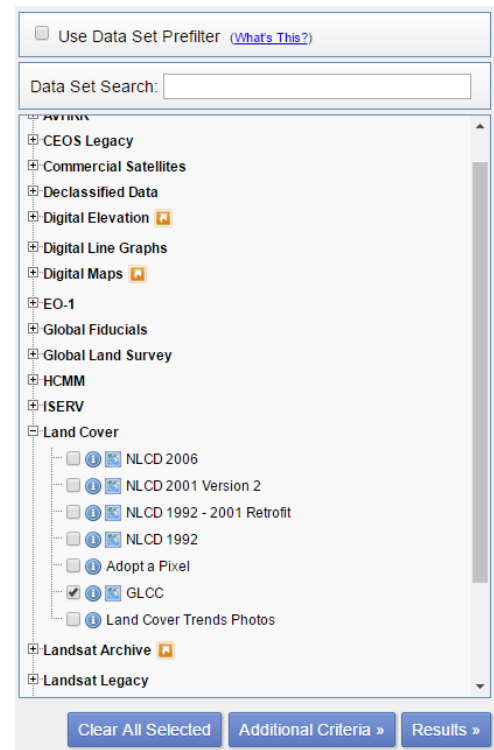 Use Data Set Prefilter (What's This?)
Data Set Search:
AVHRR
CEOS Legacy
Commercial Satellites
Declassified Data
Digital Elevation
Digital Line Graphs
Digital Maps
EO-1
Global Fiducials
Global Land Survey
HCMM
ISERV
Land Cover
NLCD 2006
NLCD 2001 Version 2
NLCD 1992 - 2001 Retrofit
NLCD 1992
Adopt a Pixel
GLCC
Land Cover Trends Photos
Landsat Archive
Landsat Legacy
Clear All Selected Additional Criteria » Results »